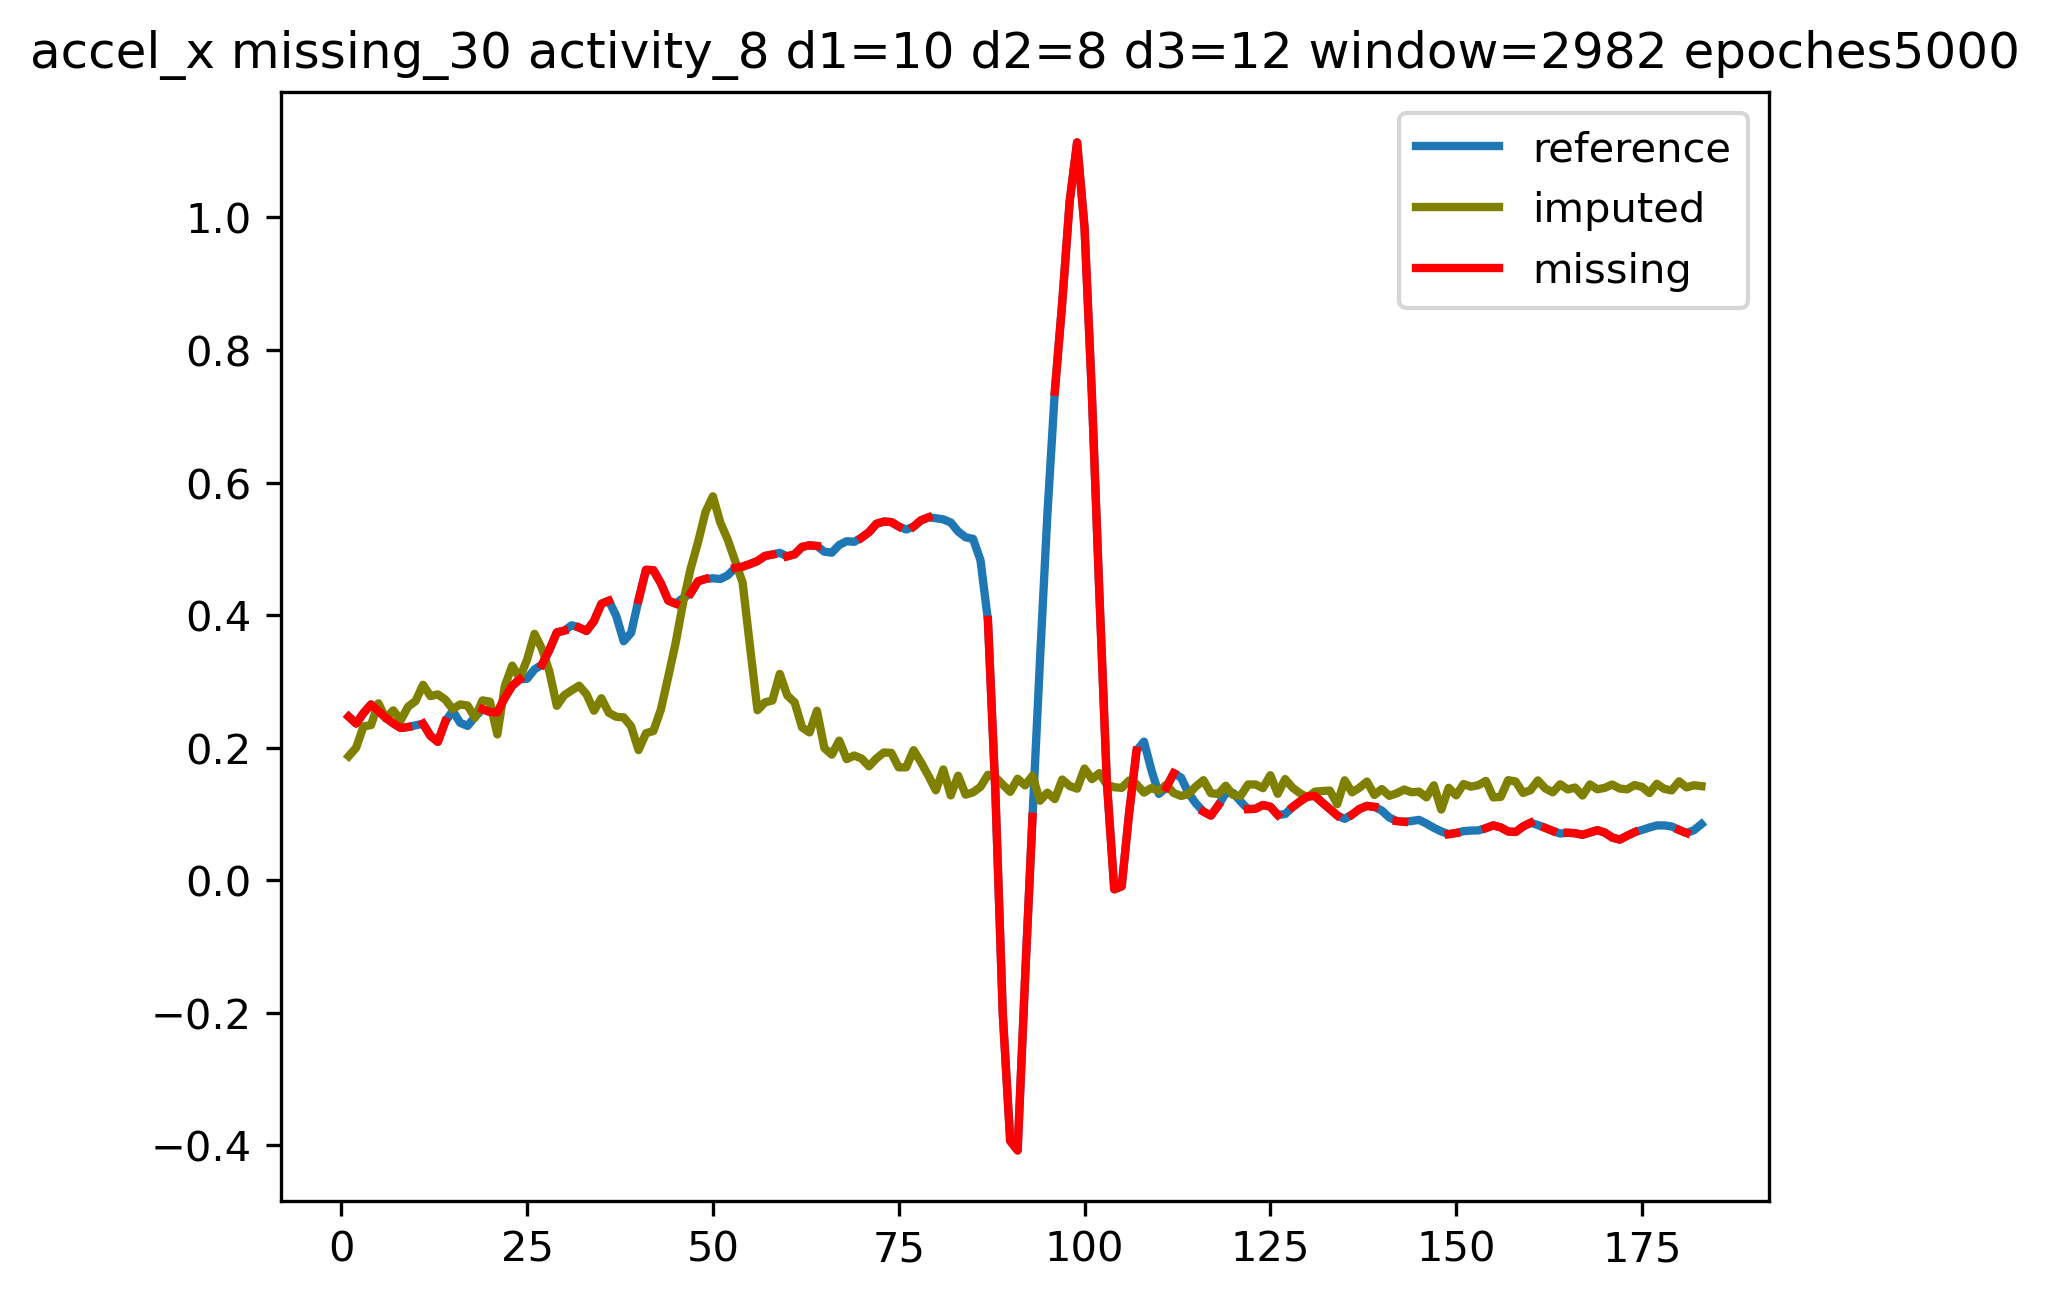 accel_x missing_30 activity_8 d1=10 d2=8 d3=12 window=2982 epoches5000
reference
imputed
missing
1.0
0.8
0.6
0.4
0.2
0.0
−0.2
−0.4
0 25 50 75 100 125 150 175